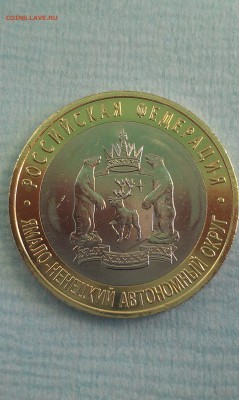 COINS.LAVE.RU
РОССИЙСКАЯ ФЕДЕРАЦИЯ
ЯМАЛО-НЕНЕЦКИЙ АВТОНОМНЫЙ ОКРУГ